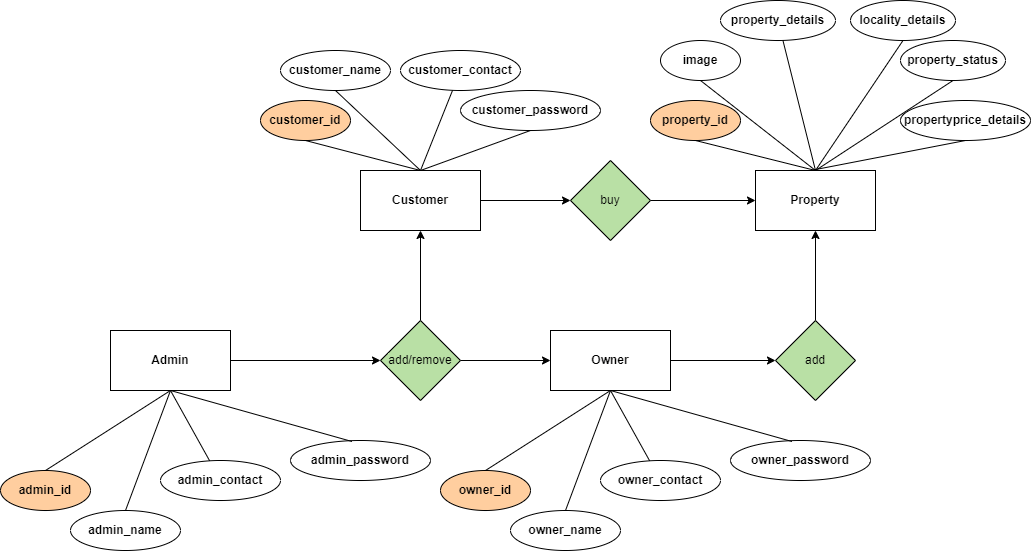 property_details
locality_details
image
property_status
customer_name
customer_contact
customer_id
customer_password
property_id
propertyprice_details
Customer
buy
Property
Admin
add/remove
Owner
add
admin_id
admin_name
admin_contact
admin_password
owner_id
owner_name
owner_contact
owner_password